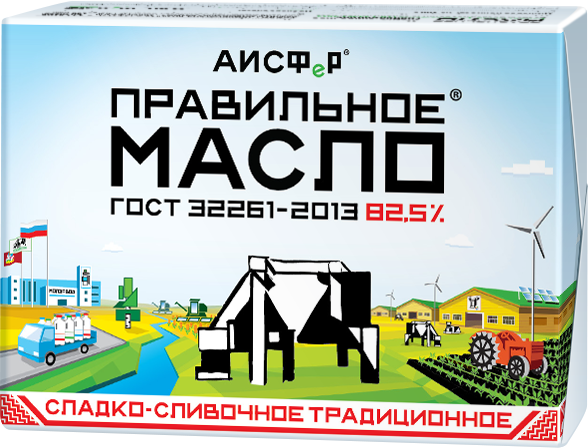 АИСФеР®
ПРАВИЛЬНОЕ®
МАСЛО
ГОСТ 32261-2013 82,5%
СЛАДКО-СЛИВОЧНОЕ ТРАДИЦИОННОЕ